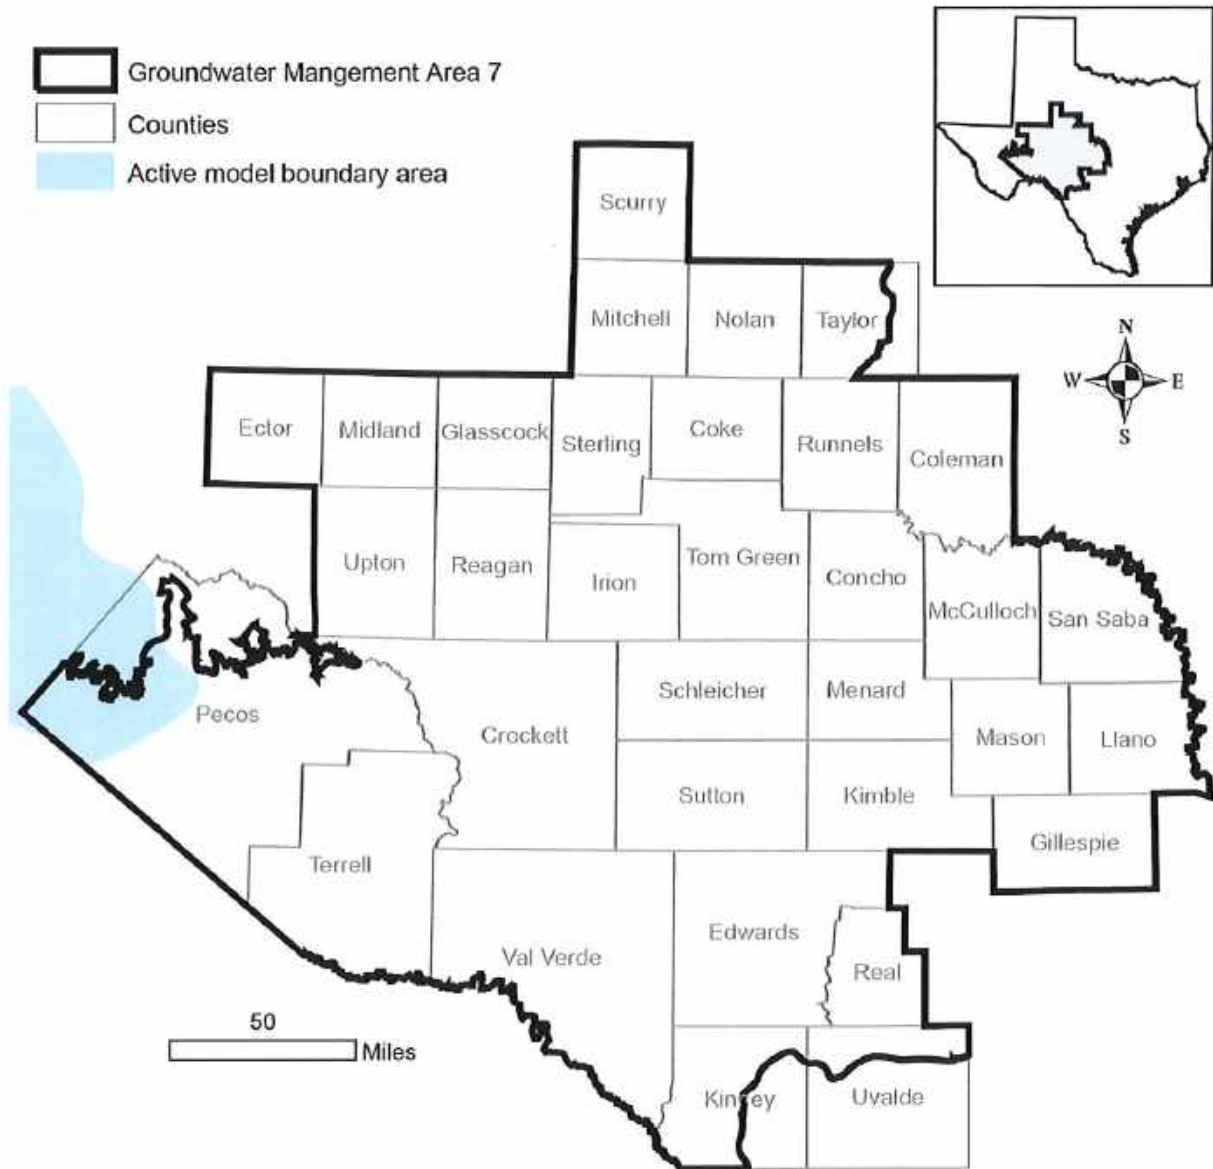 Groundwater Mangement Area 7
Counties
Active model boundary area
Scurry
Mitchell
Nolan
Taylor
N
W
E
S
Ector
Midland
Glasscock
Sterling
Coke
Runnels
Coleman
Upton
Reagan
Irion
Tom Green
Concho
McCulloch
San Saba
Pecos
Crockett
Schleicher
Menard
Mason
Llano
Sutton
Kimble
Gillespie
Terrell
Val Verde
Edwards
Real
50
Miles
Kinney
Uvalde